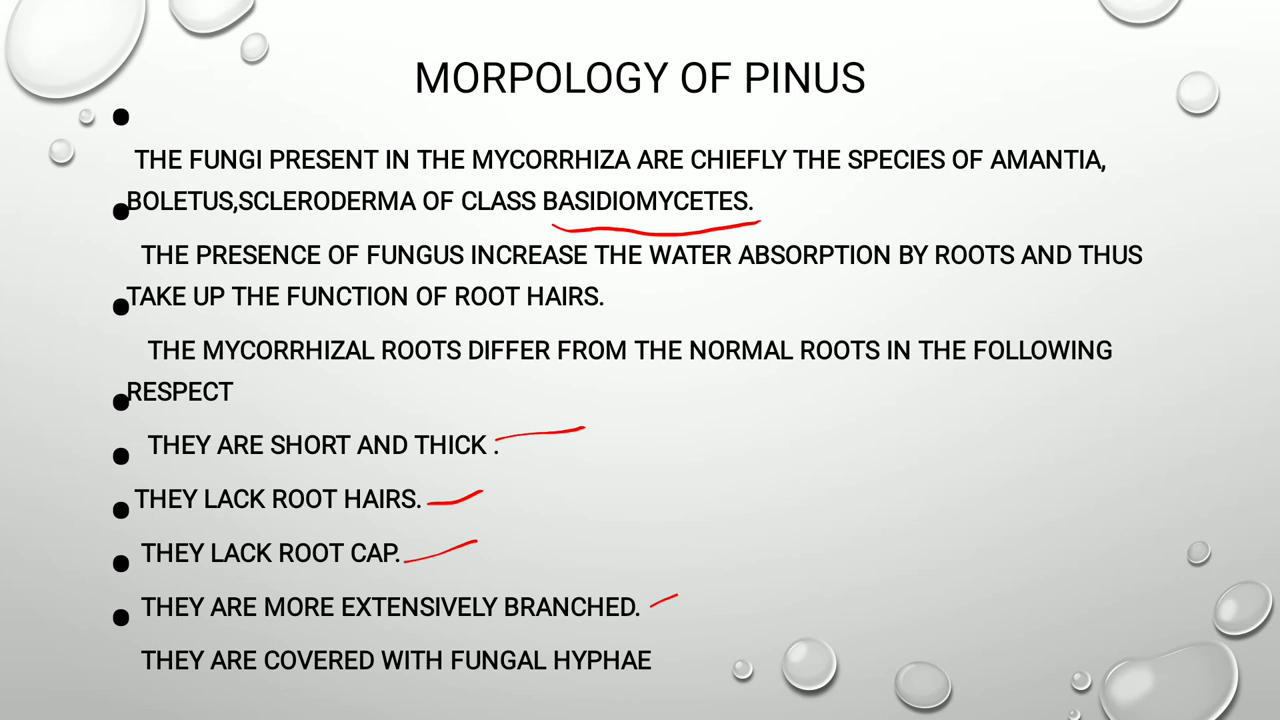 MORPOLOGY OF PINUS
THE FUNGI PRESENT IN THE MYCORRHIZA ARE CHIEFLY THE SPECIES OF AMANTIA,
BOLETUS,SCLERODERMA OF CLASS BASIDIOMYCETES.
THE PRESENCE OF FUNGUS INCREASE THE WATER ABSORPTION BY ROOTS AND THUS
TAKE UP THE FUNCTION OF ROOT HAIRS.
THE MYCORRHIZAL ROOTS DIFFER FROM THE NORMAL ROOTS IN THE FOLLOWING
RESPECT
THEY ARE SHORT AND THICK .
THEY LACK ROOT HAIRS.
THEY LACK ROOT CAP.
THEY ARE MORE EXTENSIVELY BRANCHED.
THEY ARE COVERED WITH FUNGAL HYPHAE